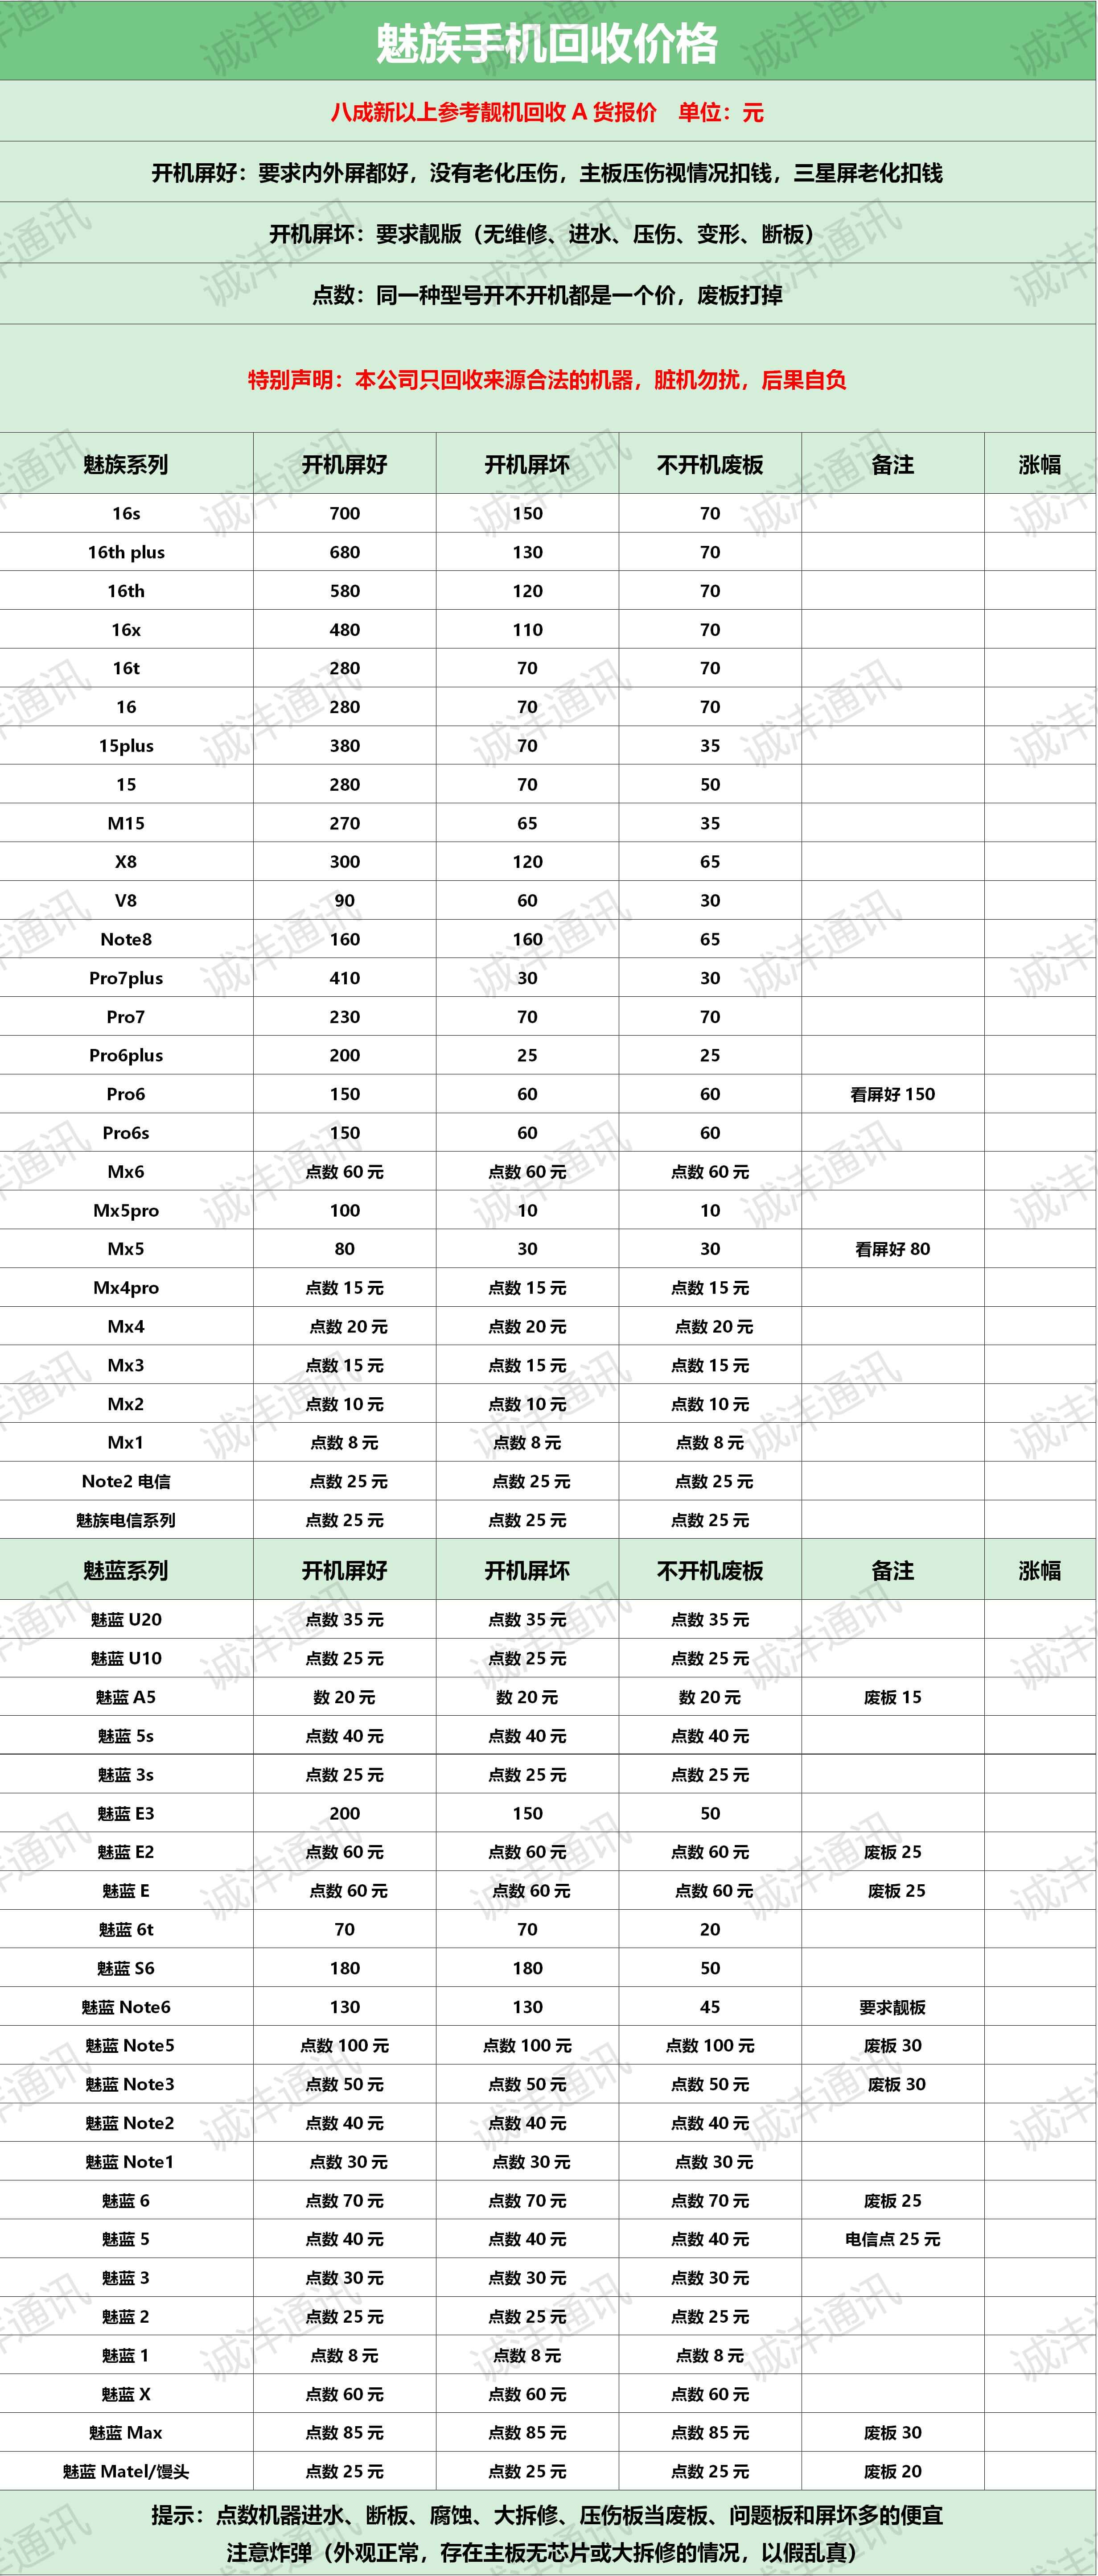 魅族手机回收价格
八成新以上参考靓机回收 A 货报价 单位：元
开机屏好：要求内外屏都好，没有老化压伤，主板压伤视情况扣钱，三星屏老化扣钱
开机屏坏：要求靓版（无维修、进水、压伤、变形、断板）
点数：同一种型号开不开机都是一个价，废板打掉
特别声明：本公司只回收来源合法的机器，脏机勿扰，后果自负
魅族系列 开机屏好 开机屏坏 不开机废板 备注 涨幅
16s 700 150 70
16th plus 680 130 70
16th 580 120 70
16x 480 110 70
16t 280 70 70
16 280 70 70
15plus 380 70 35
15 280 70 50
M15 270 65 35
X8 300 120 65
V8 90 60 30
Note8 160 160 65
Pro7plus 410 30 30
Pro7 230 70 70
Pro6plus 200 25 25
Pro6 150 60 60 看屏好 150
Pro6s 150 60 60
Mx6 点数 60 元 点数 60 元 点数 60 元
Mx5pro 100 10 10
Mx5 80 30 30 看屏好 80
Mx4pro 点数 15 元 点数 15 元 点数 15 元
Mx4 点数 20 元 点数 20 元 点数 20 元
Mx3 点数 15 元 点数 15 元 点数 15 元
Mx2 点数 10 元 点数 10 元 点数 10 元
Mx1 点数 8 元 点数 8 元 点数 8 元
Note2 电信 点数 25 元 点数 25 元 点数 25 元
魅族电信系列 点数 25 元 点数 25 元 点数 25 元
魅蓝系列 开机屏好 开机屏坏 不开机废板 备注 涨幅
魅蓝 U20 点数 35 元 点数 35 元 点数 35 元
魅蓝 U10 点数 25 元 点数 25 元 点数 25 元
魅蓝 A5 数 20 元 数 20 元 数 20 元 废板 15
魅蓝 5s 点数 40 元 点数 40 元 点数 40 元
魅蓝 3s 点数 25 元 点数 25 元 点数 25 元
魅蓝 E3 200 150 50
魅蓝 E2 点数 60 元 点数 60 元 点数 60 元 废板 25
魅蓝 E 点数 60 元 点数 60 元 点数 60 元 废板 25
魅蓝 6t 70 70 20
魅蓝 S6 180 180 50
魅蓝 Note6 130 130 45 要求靓板
魅蓝 Note5 点数 100 元 点数 100 元 点数 100 元 废板 30
魅蓝 Note3 点数 50 元 点数 50 元 点数 50 元 废板 30
魅蓝 Note2 点数 40 元 点数 40 元 点数 40 元
魅蓝 Note1 点数 30 元 点数 30 元 点数 30 元
魅蓝 6 点数 70 元 点数 70 元 点数 70 元 废板 25
魅蓝 5 点数 40 元 点数 40 元 点数 40 元 电信点 25 元
魅蓝 3 点数 30 元 点数 30 元 点数 30 元
魅蓝 2 点数 25 元 点数 25 元 点数 25 元
魅蓝 1 点数 8 元 点数 8 元 点数 8 元
魅蓝 X 点数 60 元 点数 60 元 点数 60 元
魅蓝 Max 点数 85 元 点数 85 元 点数 85 元 废板 30
魅蓝 Matel/馒头 点数 25 元 点数 25 元 点数 25 元 废板 20
提示：点数机器进水、断板、腐蚀、大拆修、压伤板当废板、问题板和屏坏多的便宜
注意炸弹（外观正常，存在主板无芯片或大拆修的情况，以假乱真）
诚沣通讯